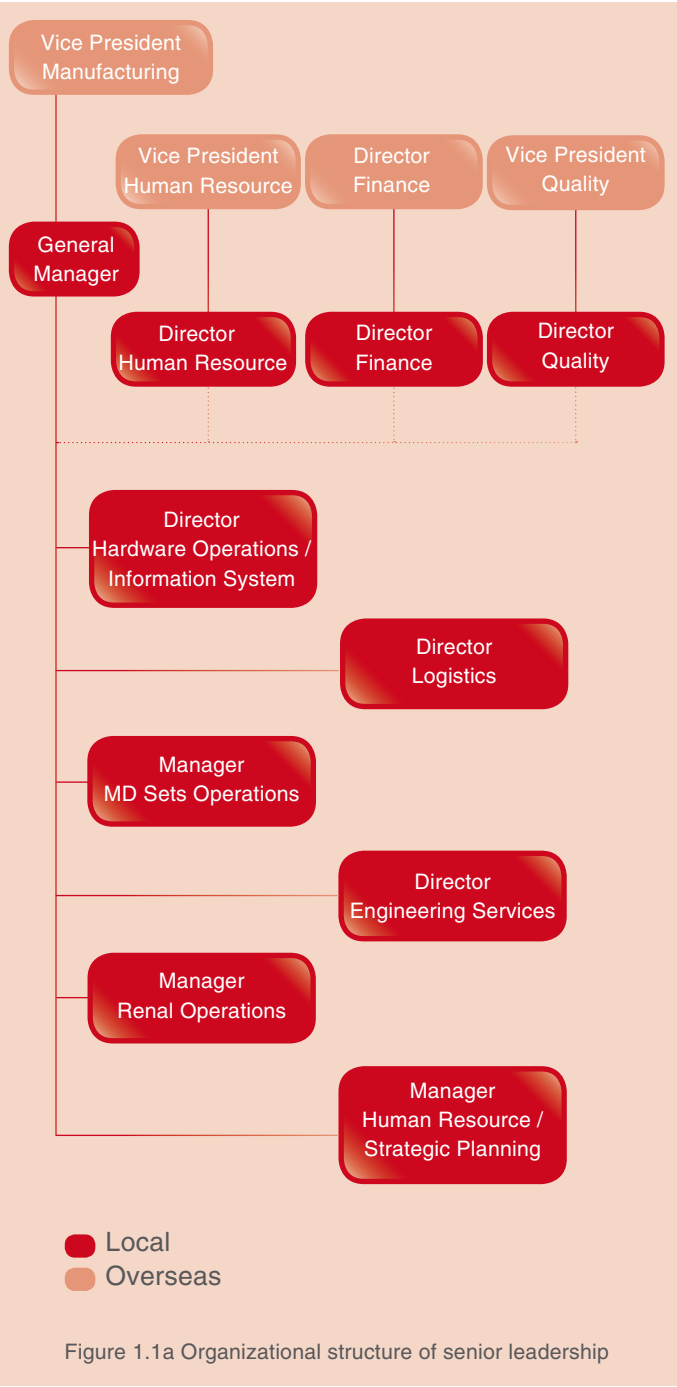 Vice President
Manufacturing
Vice President
Human Resource
Director
Finance
Vice President
Quality
General
Manager
Director
Human Resource
Director
Finance
Director
Quality
Director
Hardware Operations /
Information System
Director
Logistics
Manager
MD Sets Operations
Director
Engineering Services
Manager
Renal Operations
Manager
Human Resource /
Strategic Planning
Local
Overseas
Figure 1.1a Organizational structure of senior leadership